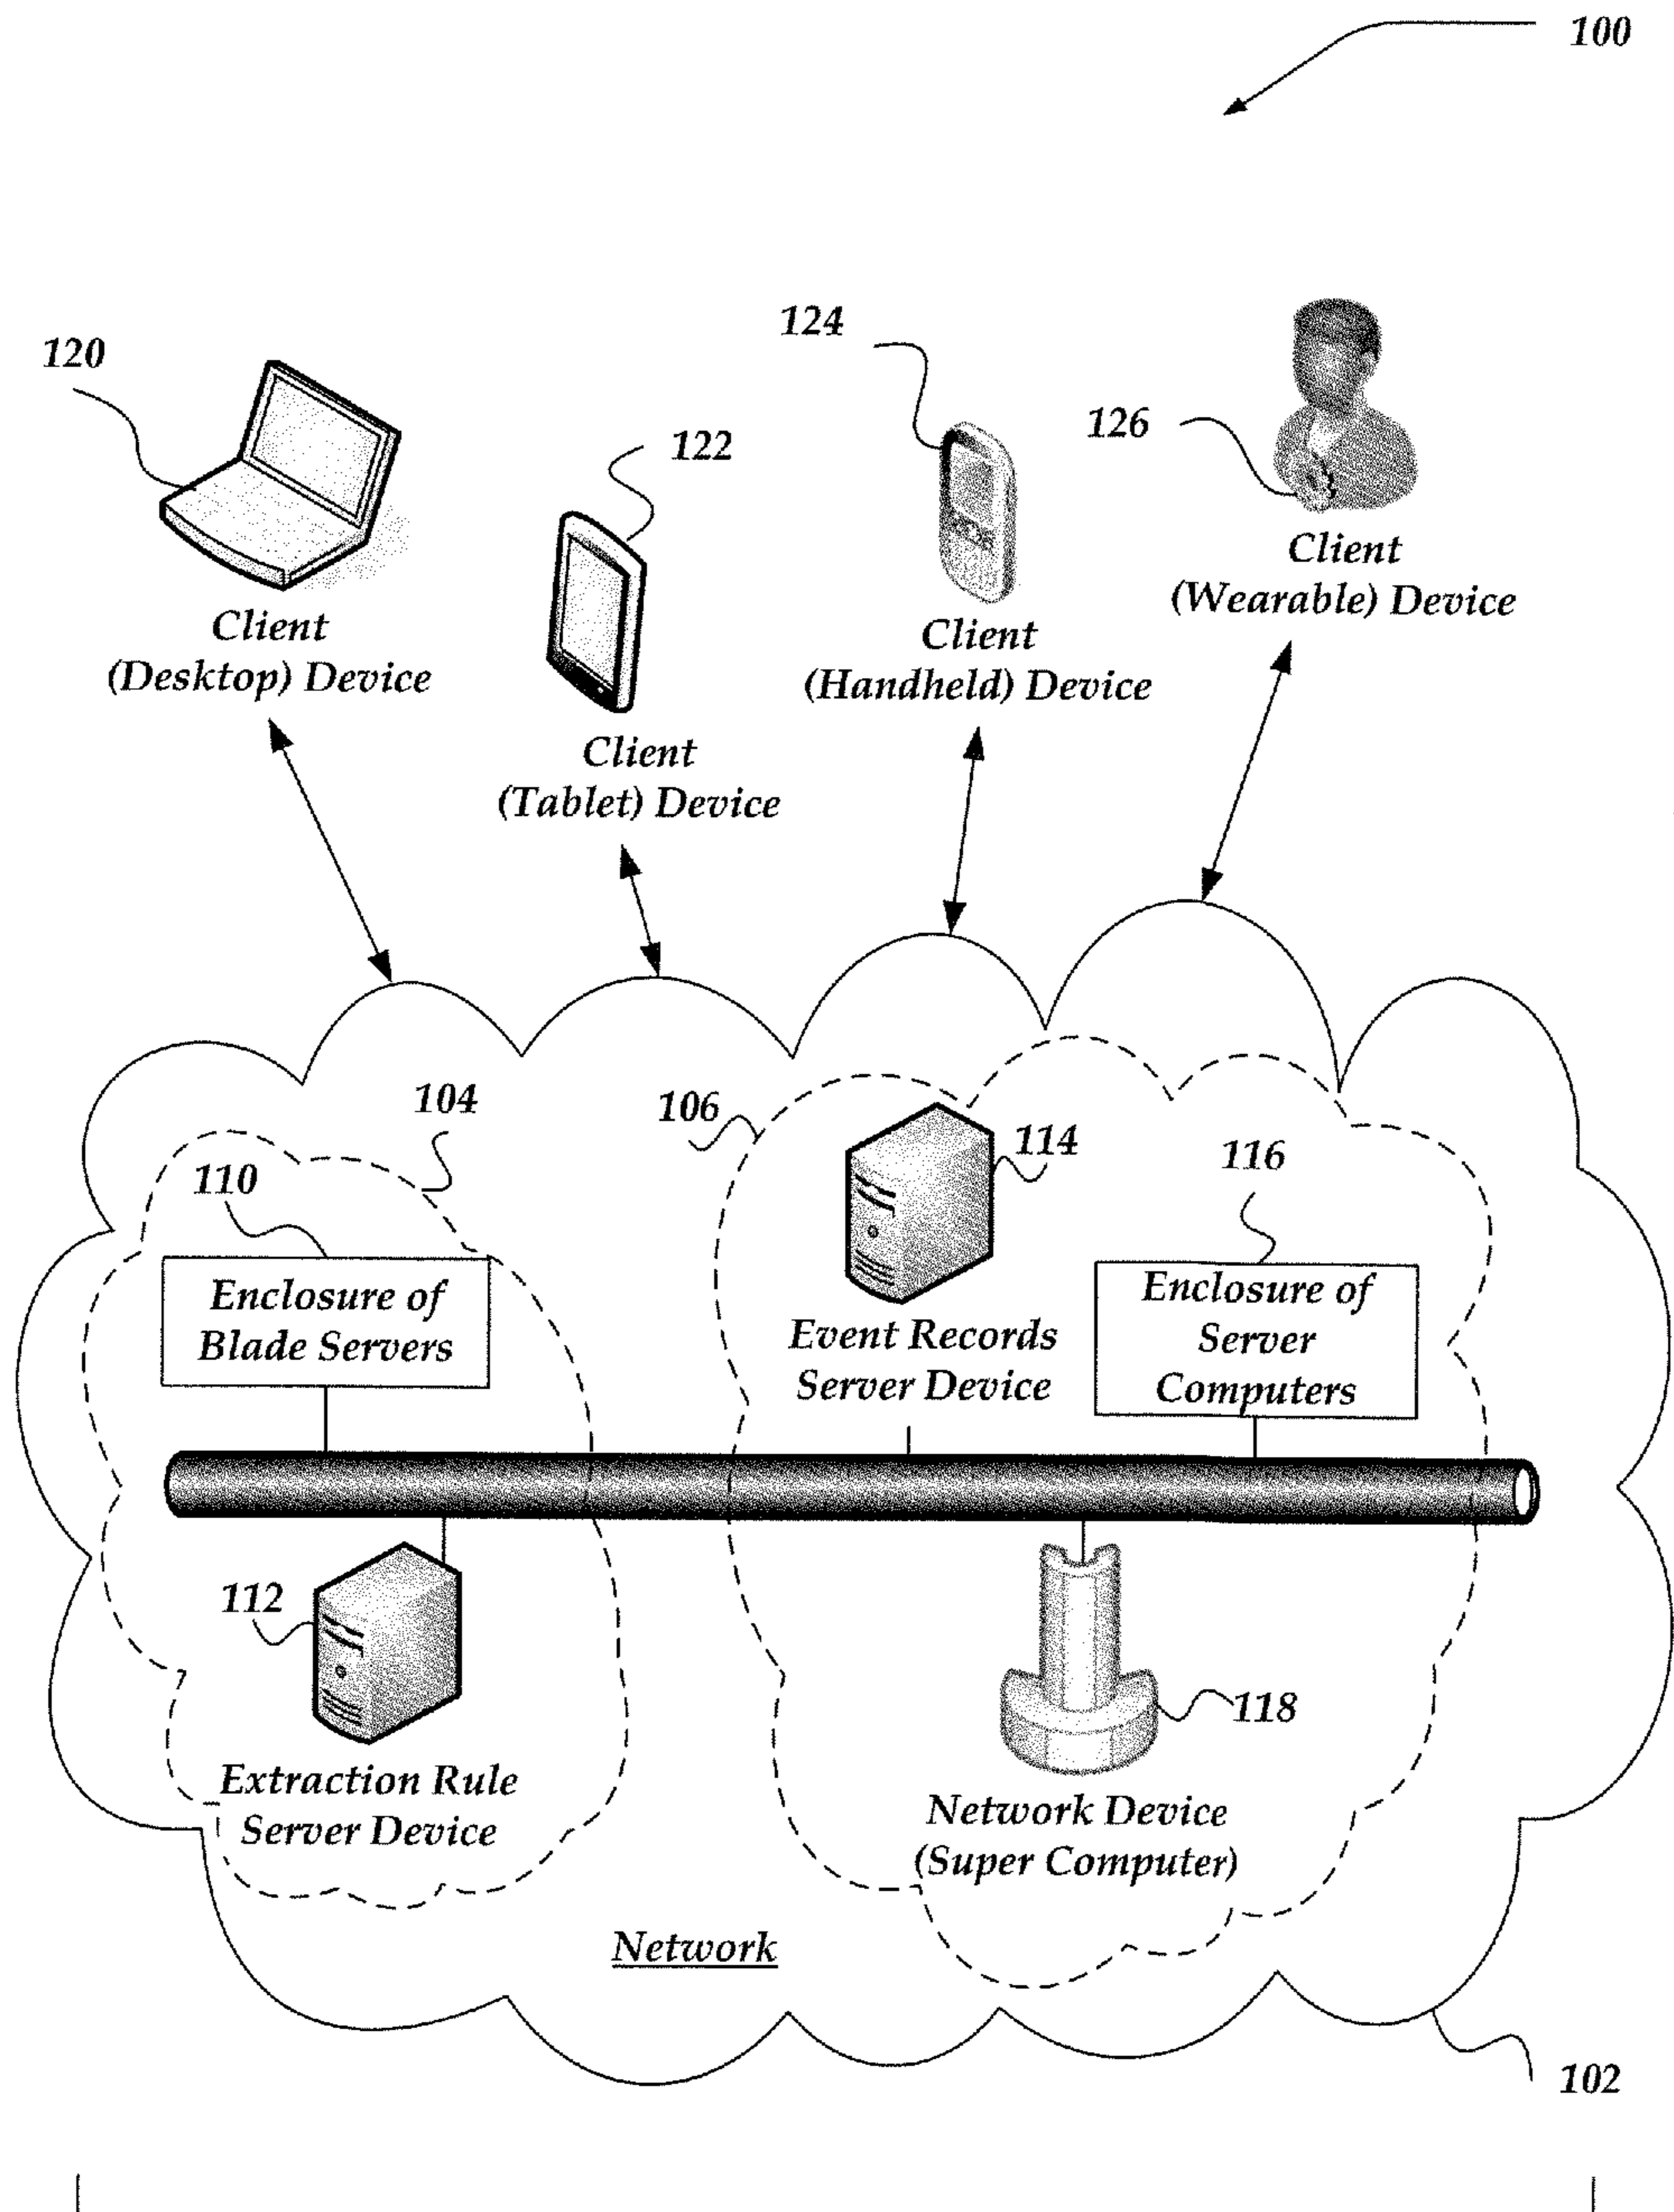 100
120
122
124
126
Client
(Desktop) Device
Client
(Tablet) Device
Client
(Handheld) Device
Client
(Wearable) Device
104
106
110
114
116
Enclosure of
Blade Servers
Event Records
Server Device
Enclosure of
Server
Computers
112
118
Extraction Rule
Server Device
Network Device
(Super Computer)
Network
102